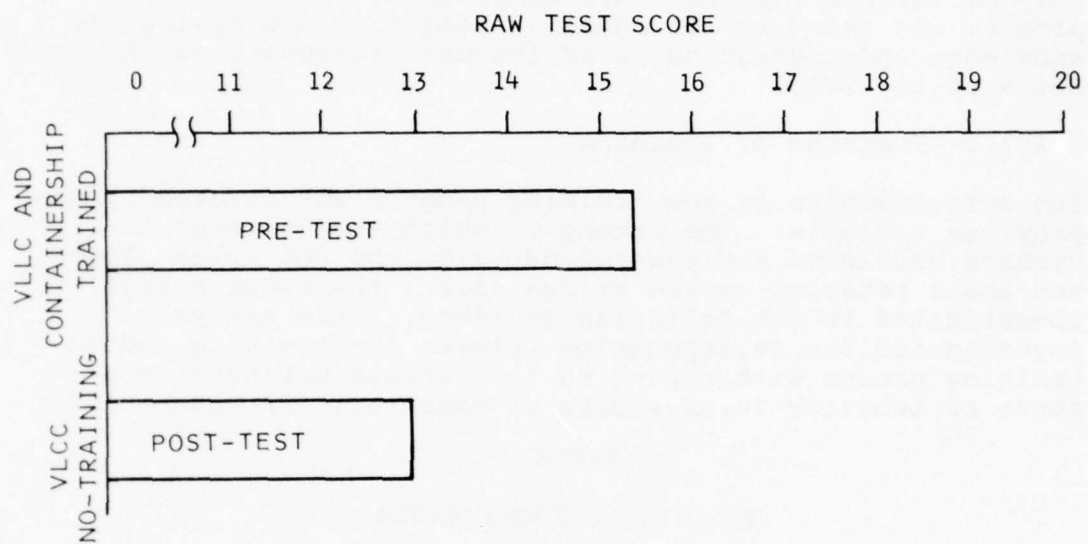 RAW TEST SCORE
0 11 12 13 14 15 16 17 18 19 20
VLLC AND
CONTAINERSHIP
TRAINED
PRE-TEST
VLCC
NO-TRAINING
POST-TEST